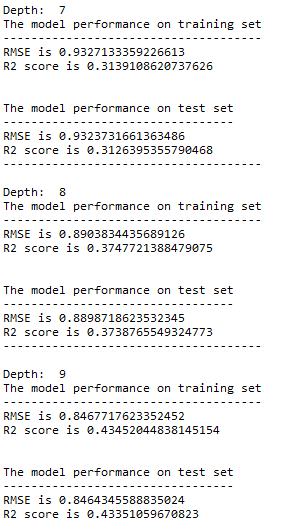 Depth:  7
The model performance on training set
-------------------------------------
RMSE is 0.9327133359226613
R2 score is 0.3139108620737626
The model performance on test set
---------------------------------
RMSE is 0.9323731661363486
R2 score is 0.3126395355790468
-------------------------------------
Depth:  8
The model performance on training set
-------------------------------------
RMSE is 0.8903834435689126
R2 score is 0.3747721388479075
The model performance on test set
---------------------------------
RMSE is 0.8898718623532345
R2 score is 0.3738765549324773
-------------------------------------
Depth:  9
The model performance on training set
-------------------------------------
RMSE is 0.8467717623352452
R2 score is 0.43452044838145154
The model performance on test set
---------------------------------
RMSE is 0.8464345588835024
R2 score is 0.43351059670823